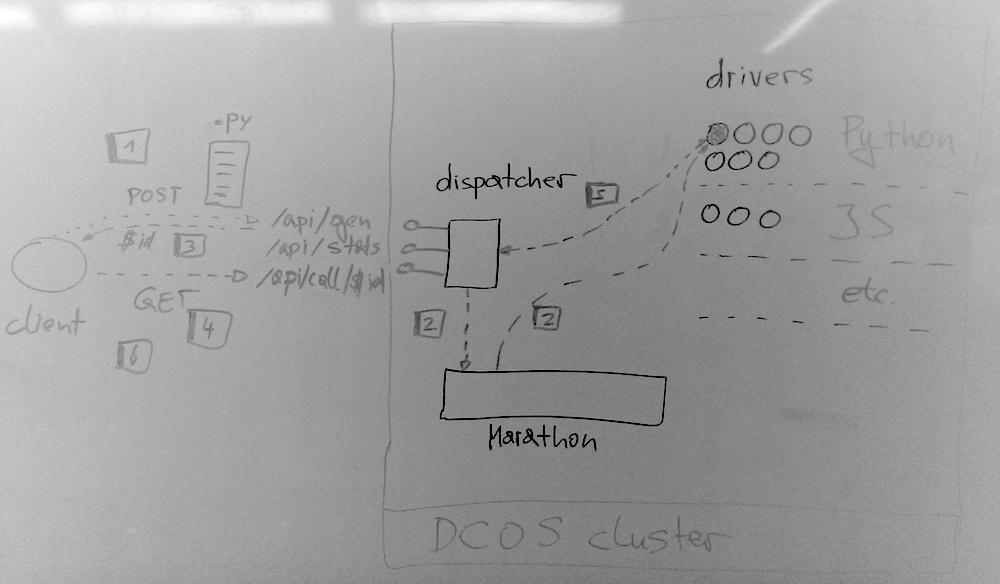 drivers
.py
1
Python
POST
dispatcher
5
/api/gen
$id
3
/api/stats
JS
/api/call/$id
GET
etc.
client
4
2
2
6
Marathon
DCOS cluster